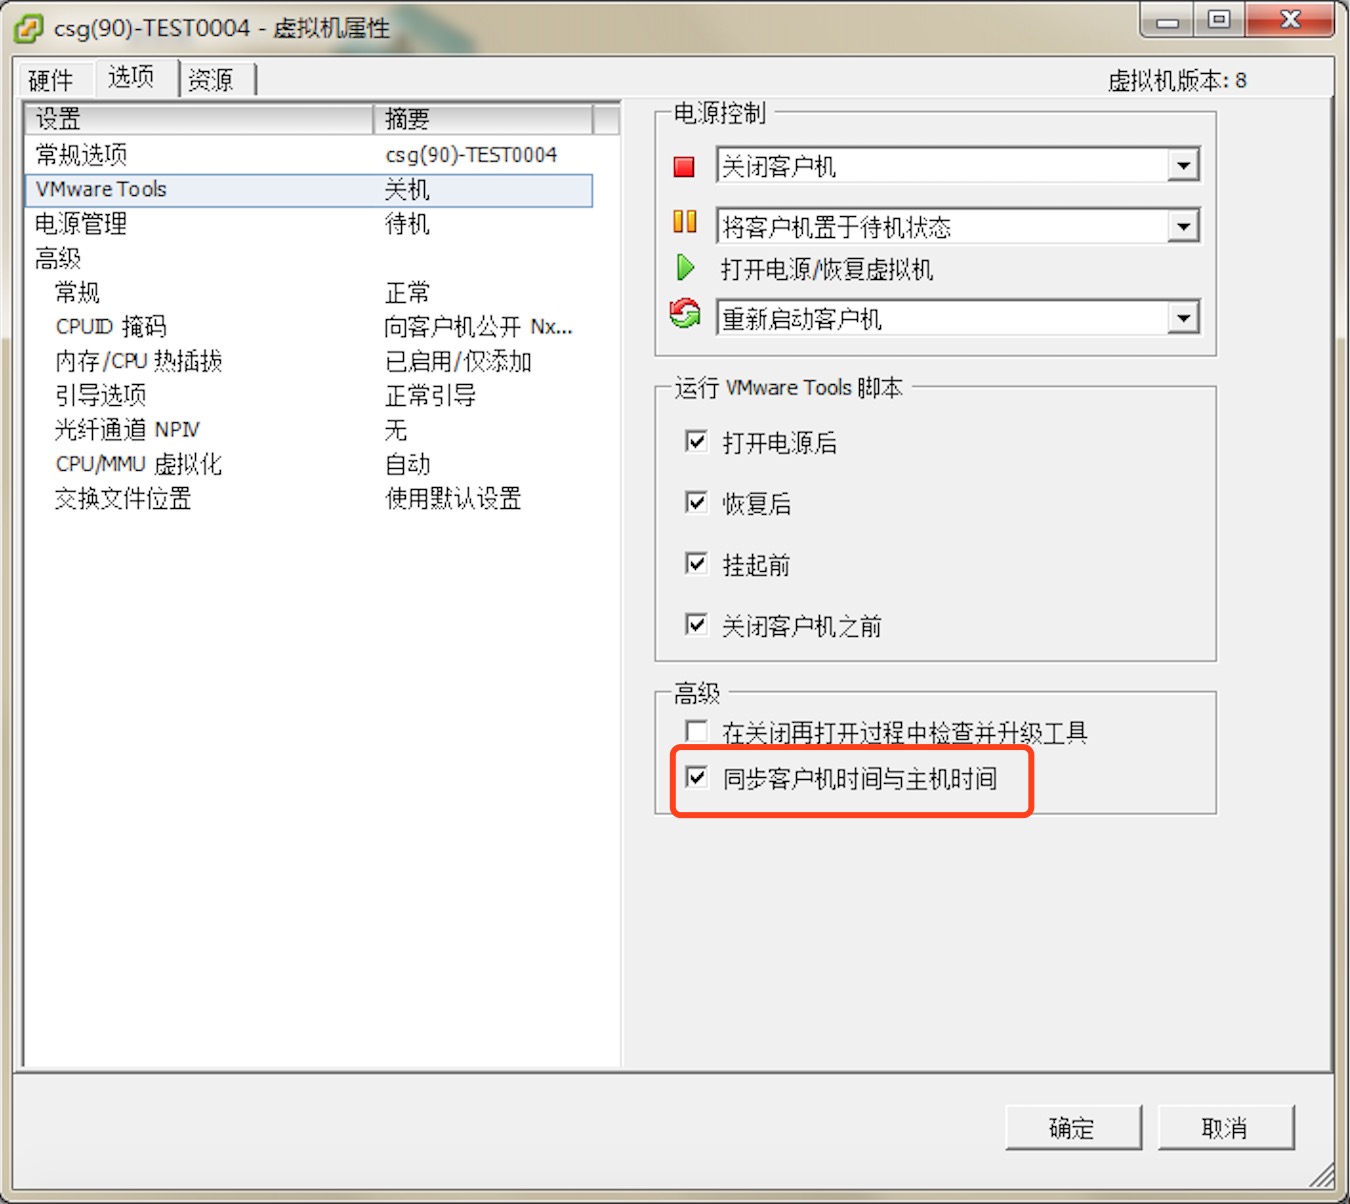 csg(90)-TEST0004 - 虚拟机属性
硬件 选项 资源
虚拟机版本: 8
设置 摘要
常规选项 csg(90)-TEST0004
VMware Tools 关机
电源管理 待机
高级
常规 正常
CPUID 掩码 向客户机公开 Nx...
内存/CPU 热插拔 已启用/仅添加
引导选项 正常引导
光纤通道 NPIV 无
CPU/MMU 虚拟化 自动
交换文件位置 使用默认设置
电源控制
关闭客户机
将客户机置于待机状态
打开电源/恢复虚拟机
重新启动客户机
运行 VMware Tools 脚本
打开电源后
恢复后
挂起前
关闭客户机之前
高级
在关闭再打开过程中检查并升级工具
同步客户机时间与主机时间
确定 取消